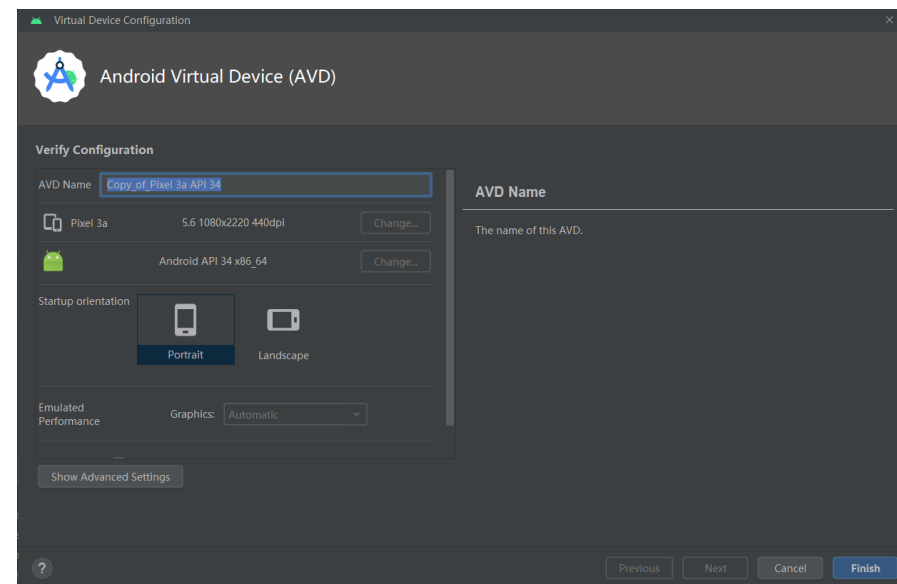 Virtual Device Configuration
Android Virtual Device (AVD)
Verify Configuration
AVD Name Copy_of_Pixel 3a API 34
Pixel 3a 5.6 1080x2220 440dpi Change...
Android API 34 x86_64 Change...
Startup orientation
Portrait Landscape
Emulated
Performance
Graphics: Automatic
Show Advanced Settings
AVD Name
The name of this AVD.
? Previous Next Cancel Finish